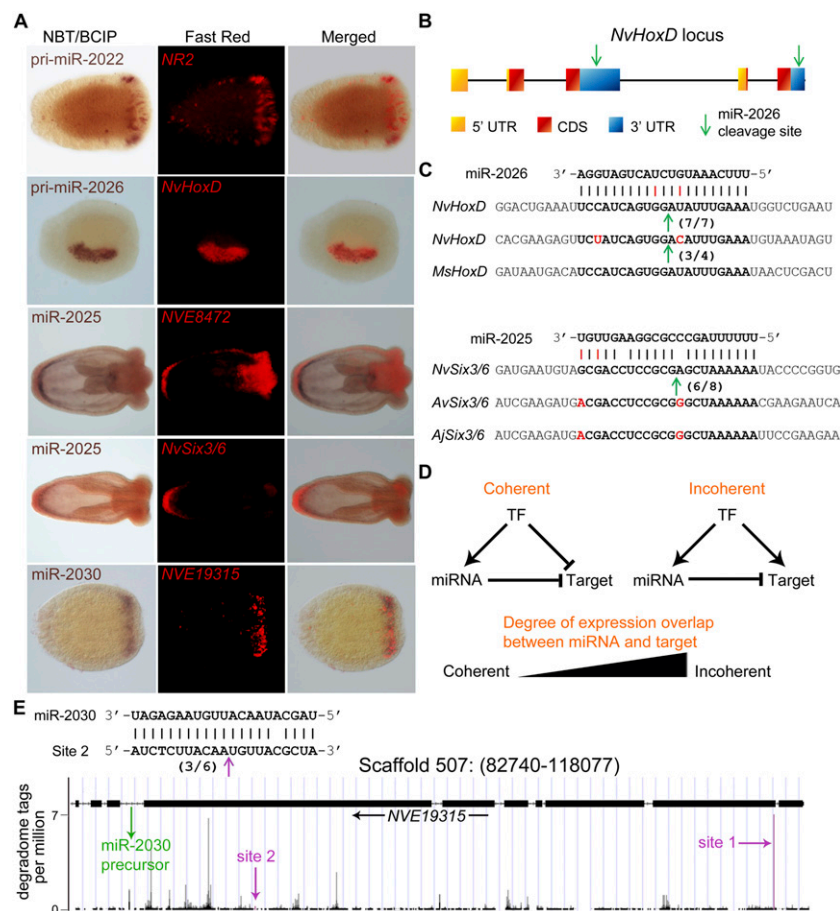 A
NBT/BCIP Fast Red Merged
pri-miR-2022 NR2
pri-miR-2026 NvHoxD
miR-2025 NVE8472
miR-2025 NvSix3/6
miR-2030 NVE19315
B
NvHoxD locus
5' UTR CDS 3' UTR miR-2026
cleavage site
C
miR-2026 3'-AGGUAGUCAUCUGUAAACUUU-5'
NvHoxD GGACUGAAAUUCCAUCAGUGGAUAUUUGAAAUGGUCUGAAU
(7/7)
NvHoxD CACGAAGAGUUCUAUCAGUGGACAUUUGAAAUGUAAAUAGU
(3/4)
MsHoxD GAUAAUGACAUCCAUCAGUGGAUAUUUGAAAUAACUCGACU
miR-2025 3'-UGUUGAAGGCGCCCGAUUUUUU-5'
NvSix3/6 GAUGAAUGUAGCGACCUCCGCGAGCUAAAAAAUACCCCGGUG
(6/8)
AvSix3/6 AUCGAAGAUGACGACCUCCGCGGGCUAAAAAACGAAGAAUCA
AjSix3/6 AUCGAAGAUGACGACCUCCGCGGGCUAAAAAAUUCCGAAGAA
D
Coherent Incoherent
TF TF
miRNA Target miRNA Target
Degree of expression overlap
between miRNA and target
Coherent Incoherent
E
miR-2030 3'-UAGAGAAUGUUACAAUACGAU-5'
Site 2 5'-AUCUCUUACAAUGUUACGCUA-3'
(3/6)
Scaffold 507: (82740-118077)
degradome tags
per million
7
0
NVE19315
miR-2030
precursor
site 2
site 1